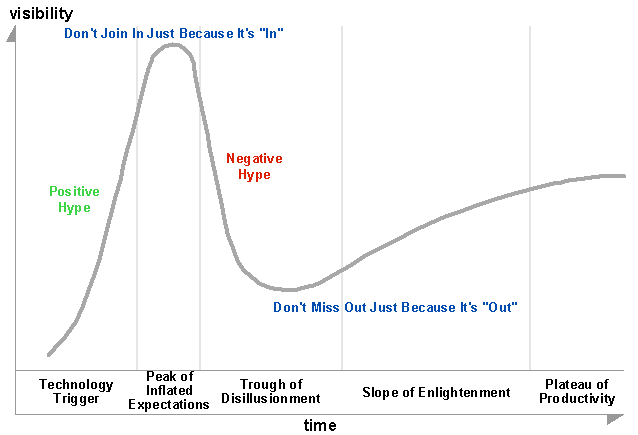 visibility
Don't Join In Just Because It's "In"
Positive
Hype
Negative
Hype
Don't Miss Out Just Because It's "Out"
Technology
Trigger
Peak of
Inflated
Expectations
Trough of
Disillusionment
Slope of Enlightenment
Plateau of
Productivity
time